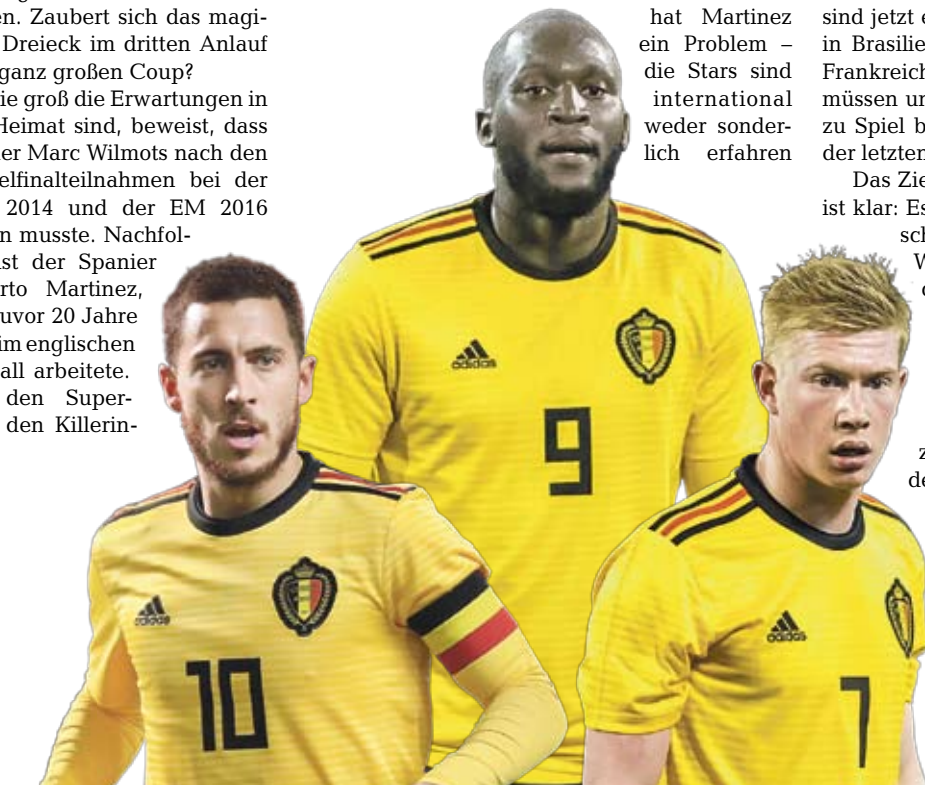 en. Zaubert sich das magi-
Dreieck im dritten Anlauf
ganz großen Coup?
ie groß die Erwartungen in
Heimat sind, beweist, dass
er Marc Wilmots nach den
elfinalteilnahmen bei der
2014 und der EM 2016
n musste. Nachfol-
st der Spanier
rto Martinez,
uvor 20 Jahre
im englischen
all arbeitete.
den Super-
den Killerin-
hat Martinez
ein Problem –
die Stars sind
international
weder sonder-
lich erfahren
sind jetzt e
in Brasilie
Frankreich
müssen un
zu Spiel b
der letzten
Das Zie
ist klar: Es
sch
W
z
de
adidas
9
adidas
10
adidas
7